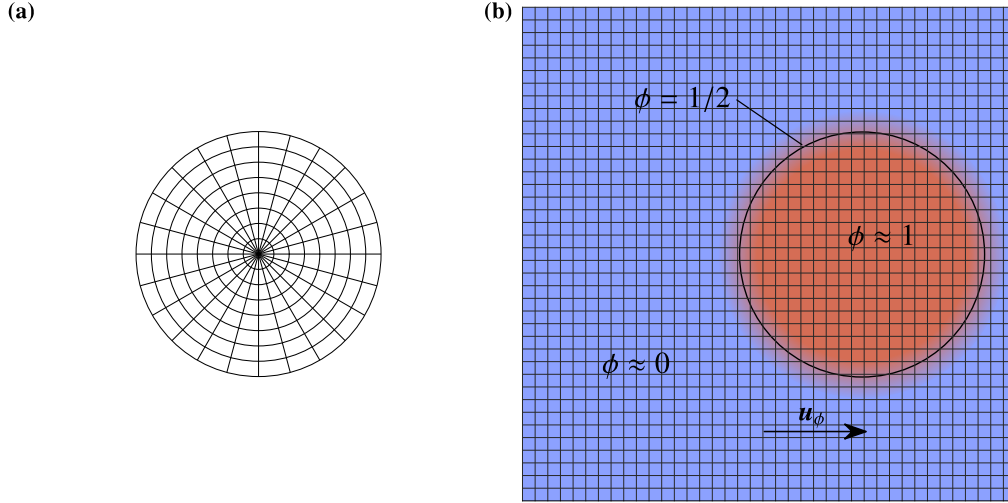 (a)
(b)
ϕ = 1/2
ϕ ≈ 1
ϕ ≈ 0
u_ϕ